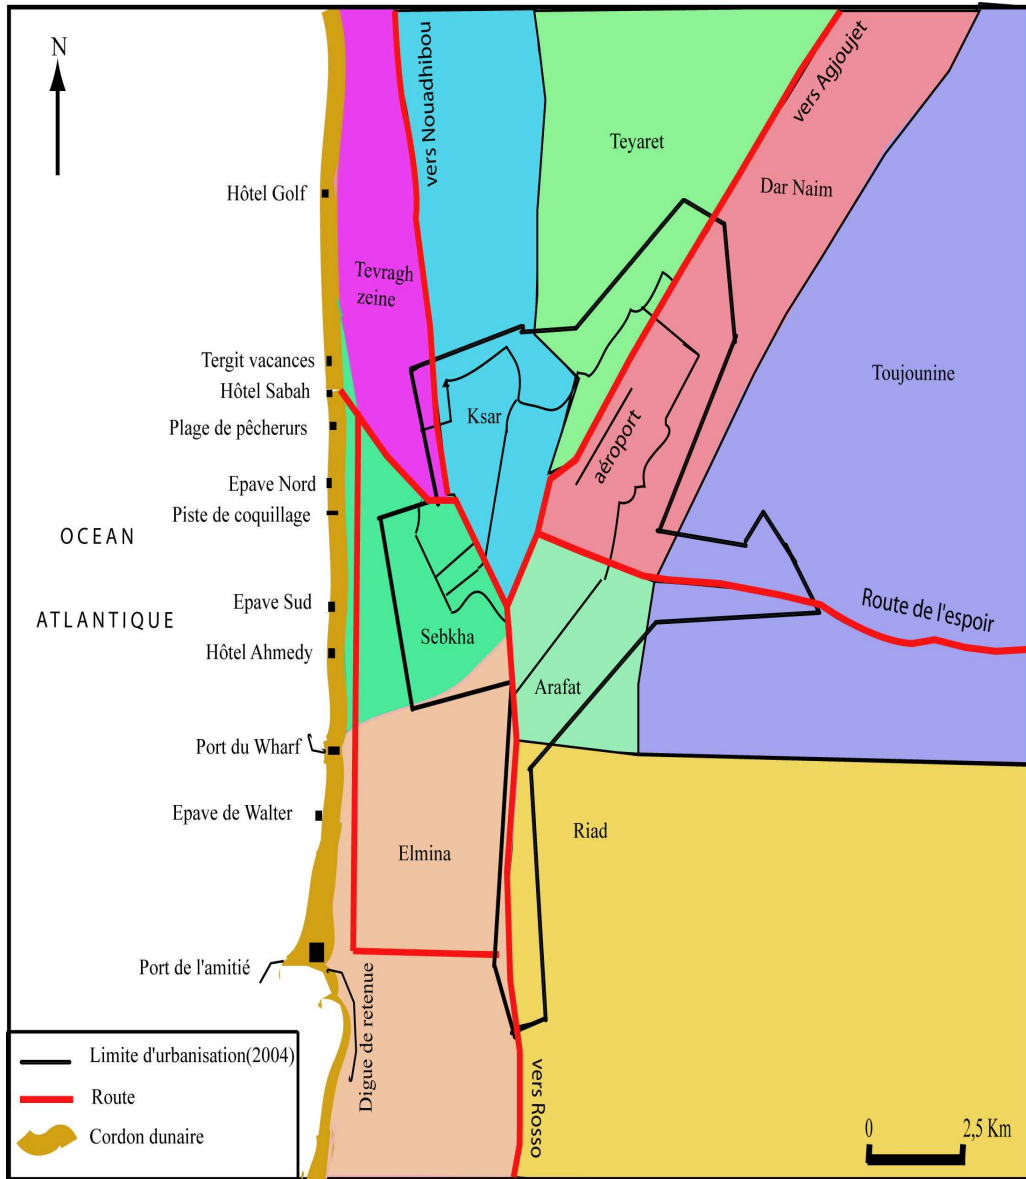 N
vers Nouadhibou
vers Agjoujet
Teyaret
Dar Naim
Hôtel Golf
Tevragh
zeine
Tergit vacances
Hôtel Sabah
Plage de pêcherurs
Ksar
Toujounine
aéroport
Epave Nord
Piste de coquillage
OCEAN
ATLANTIQUE
Epave Sud
Route de l'espoir
Sebkha
Hôtel Ahmedy
Arafat
Port du Wharf
Epave de Walter
Elmina
Riad
Port de l'amitié
Digue de retenue
vers Rosso
Limite d'urbanisation(2004)
Route
Cordon dunaire
0 2,5 Km